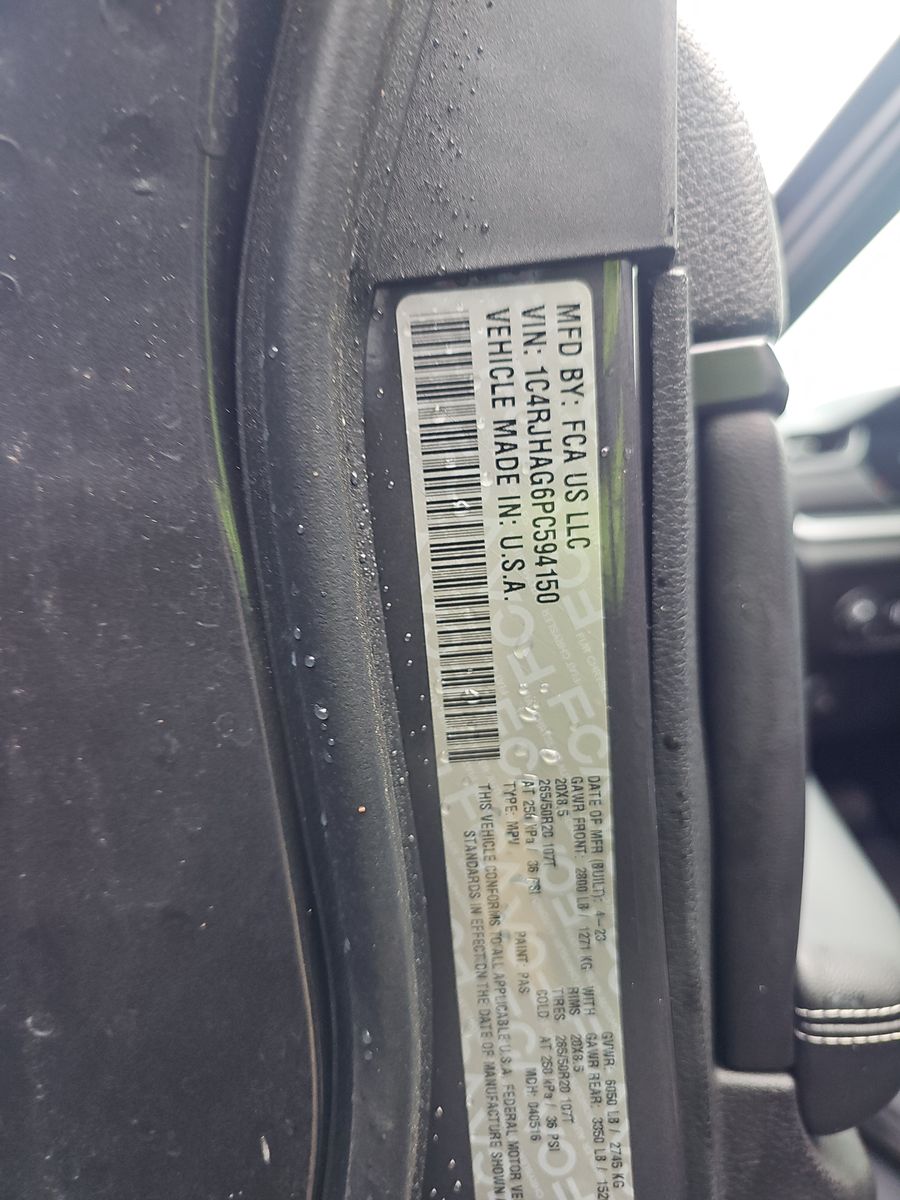 MFD BY: FCA US LLC
VIN: 1C4RJHAG6PC594150
VEHICLE MADE IN: U.S.A.
DATE OF MFR (BUILT): 4-23 GVWR: 6050 LB / 2745 KG
GAWR FRONT: 2800 LB / 1271 KG WITH GAWR REAR: 3350 LB
20X8.5 RIMS 20X8.5
265/50R20 107T TIRES 265/50R20 107T
AT 250 kPa / 36 PSI COLD AT 250 kPa / 36 PSI
TYPE: MPV PAINT: PAS MDH: 040516
THIS VEHICLE CONFORMS TO ALL APPLICABLE U.S.A. FEDERAL MOTOR
STANDARDS IN EFFECT ON THE DATE OF MANUFACTURE SHOWN